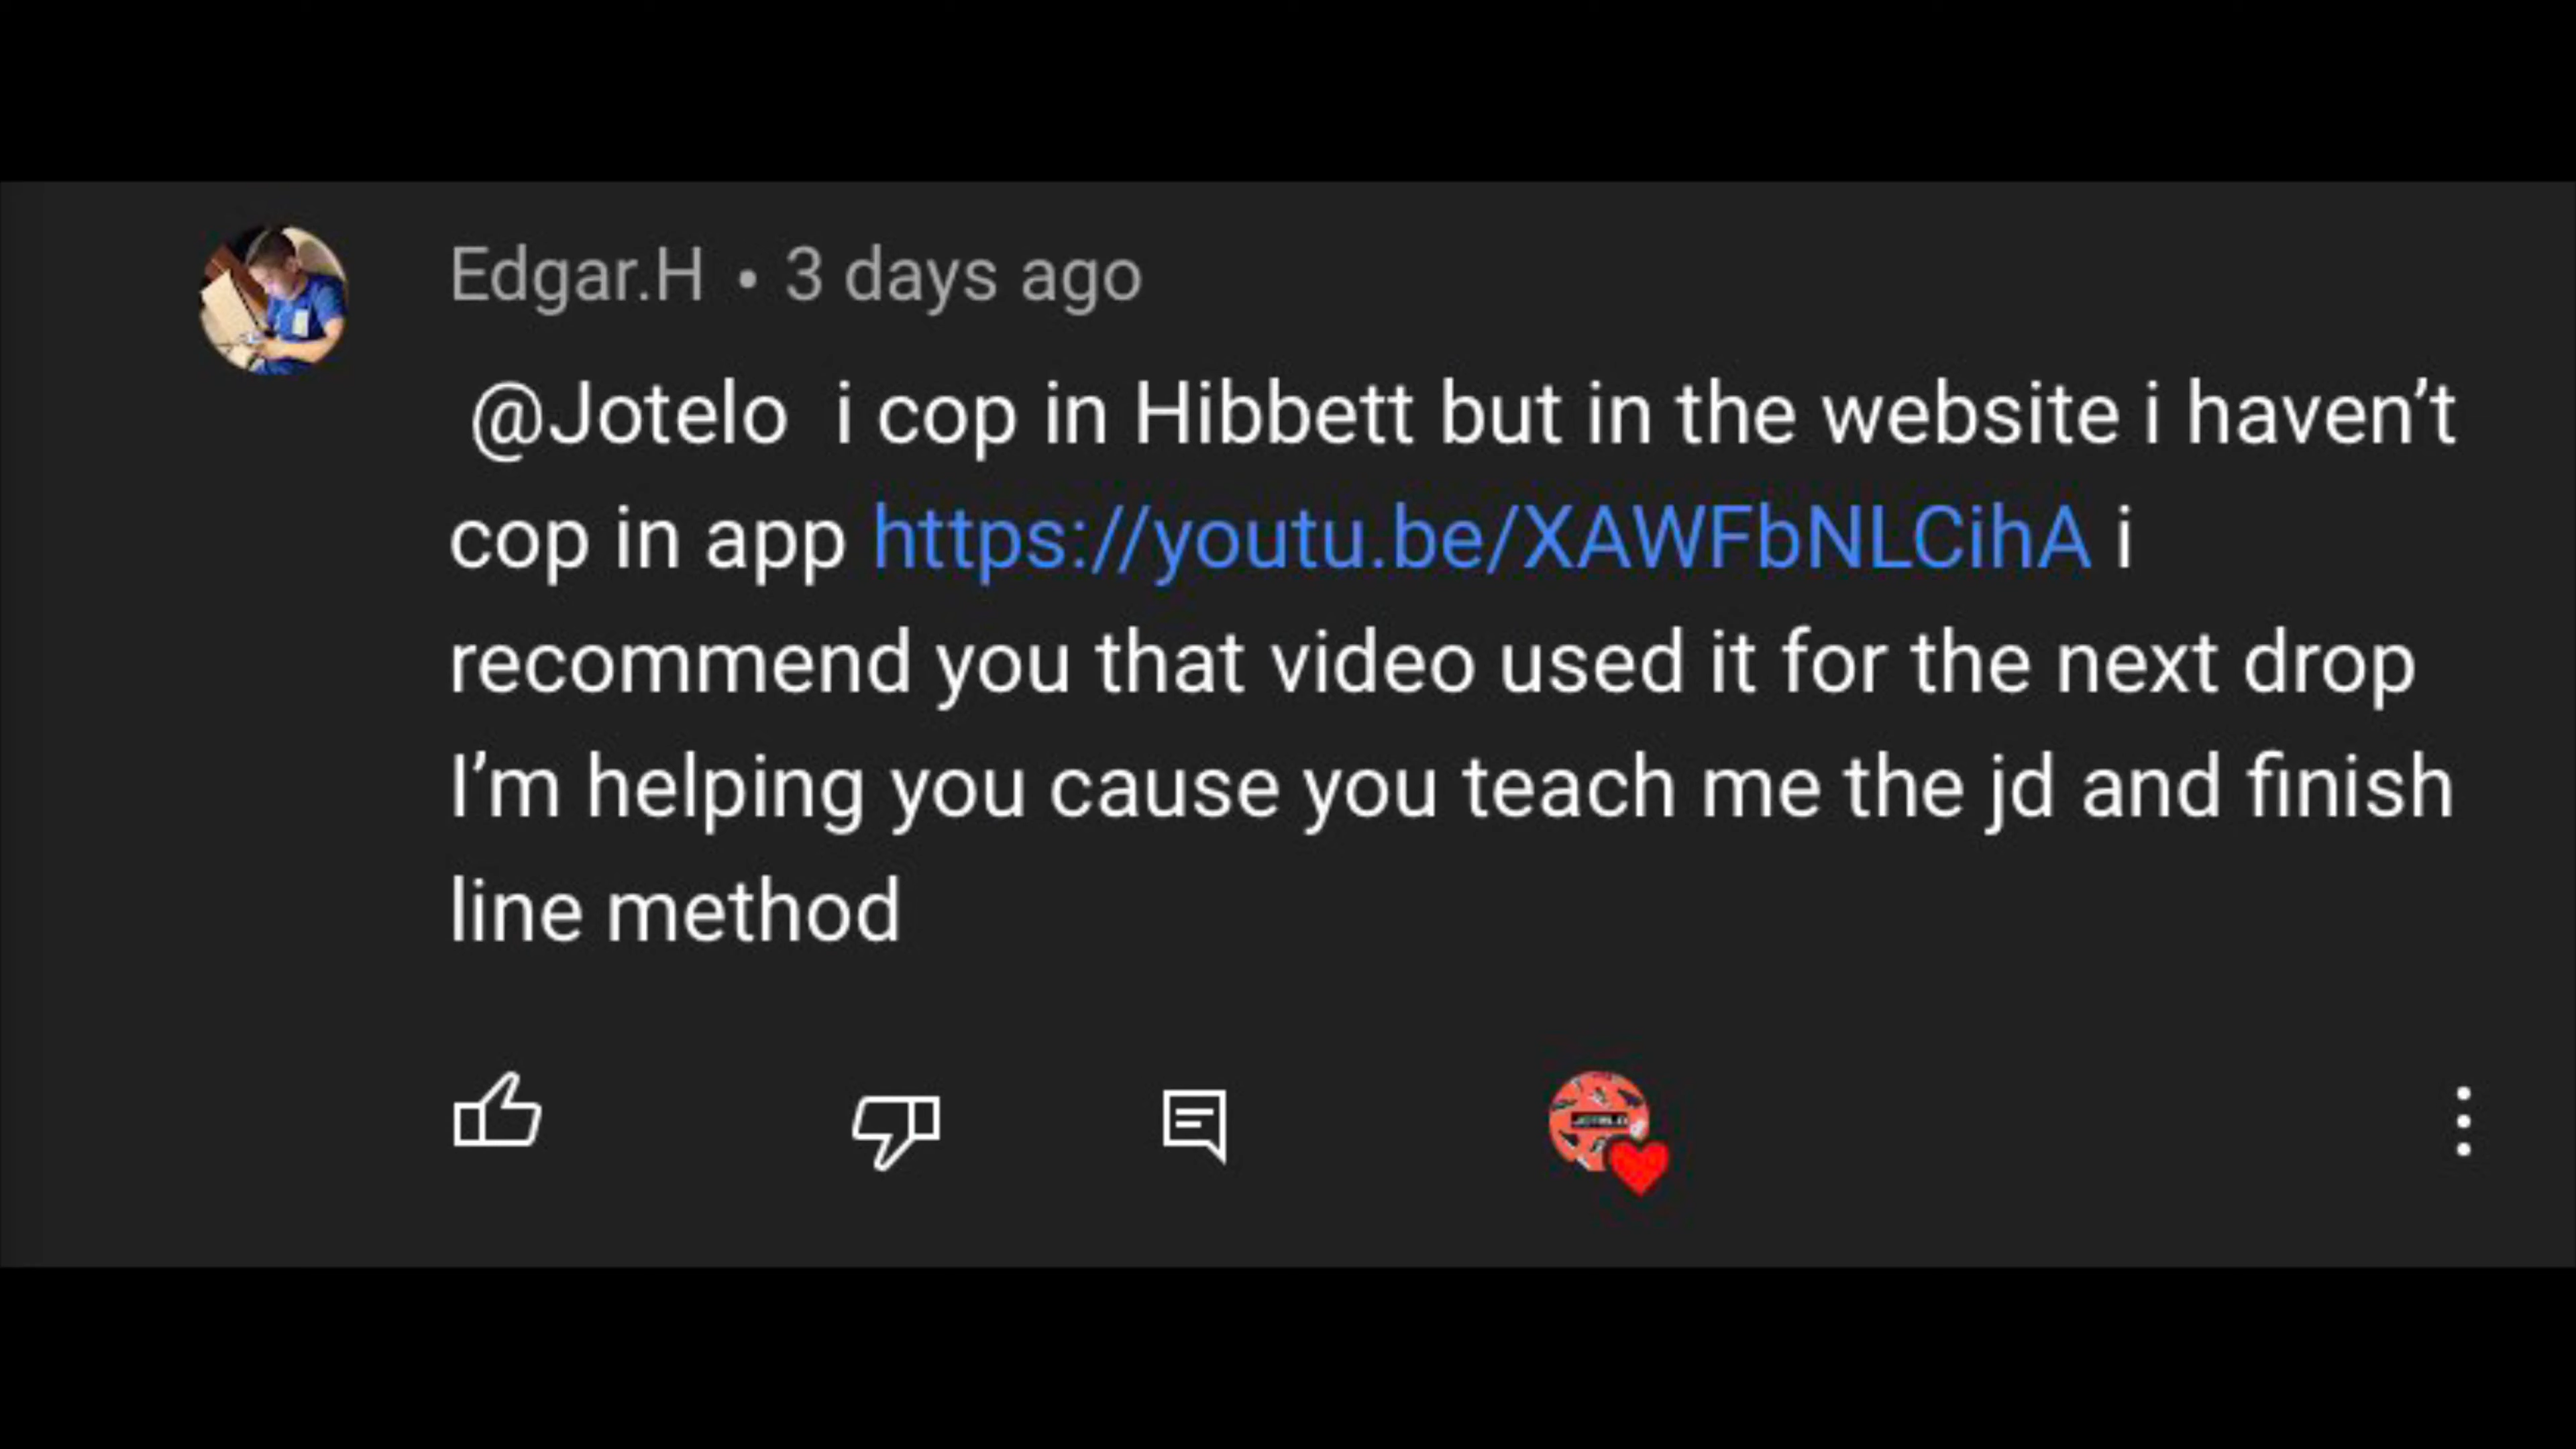 Edgar.H • 3 days ago
@Jotelo i cop in Hibbett but in the website i haven’t
cop in app https://youtu.be/XAWFbNLCihA i
recommend you that video used it for the next drop
I’m helping you cause you teach me the jd and finish
line method